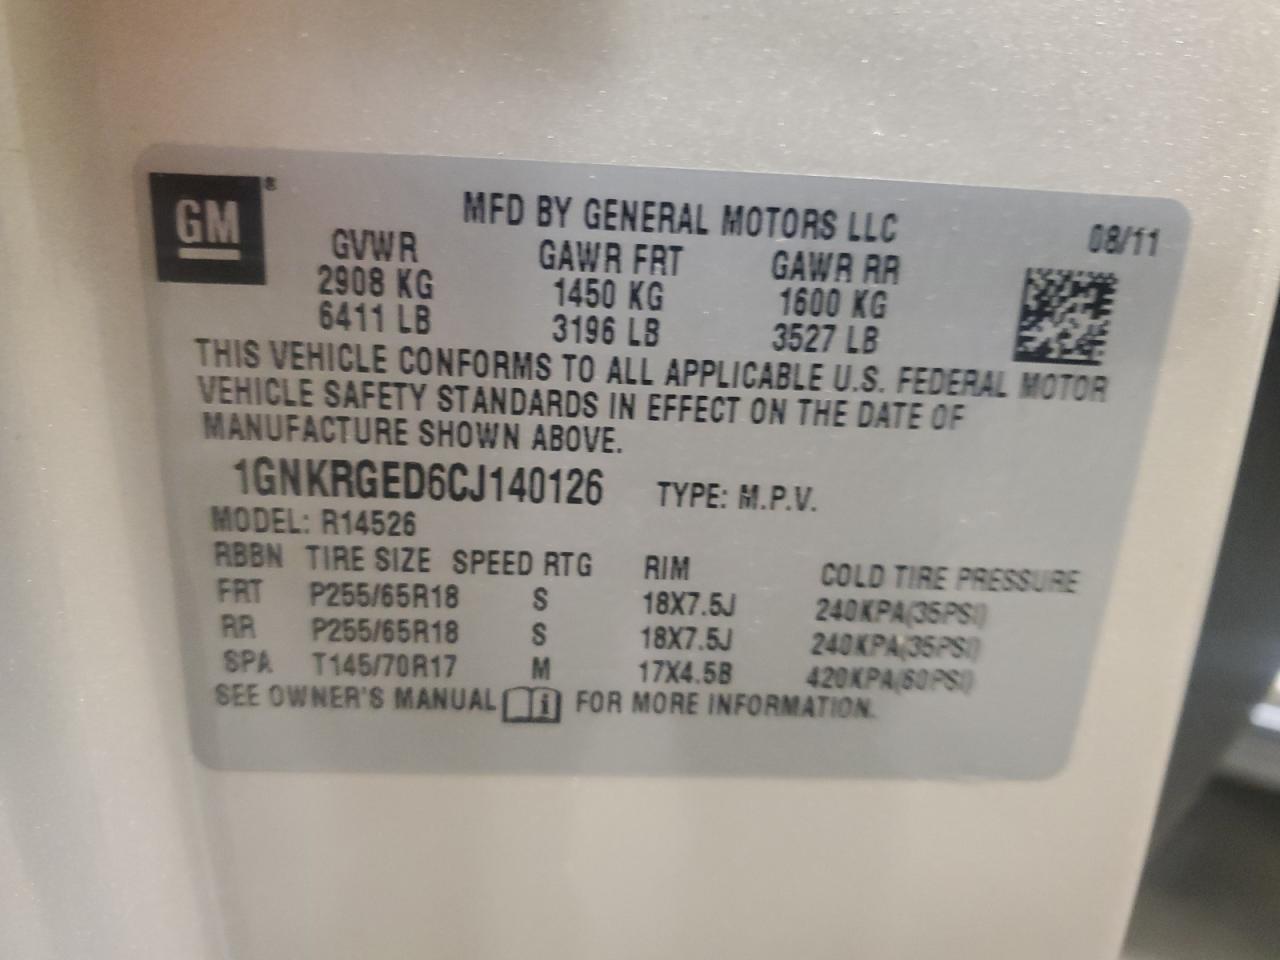 GM®
MFD BY GENERAL MOTORS LLC 08/11
GVWR GAWR FRT GAWR RR
2908 KG 1450 KG 1600 KG
6411 LB 3196 LB 3527 LB
THIS VEHICLE CONFORMS TO ALL APPLICABLE U.S. FEDERAL MOTOR
VEHICLE SAFETY STANDARDS IN EFFECT ON THE DATE OF
MANUFACTURE SHOWN ABOVE.
1GNKRGED6CJ140126 TYPE: M.P.V.
MODEL: R14526
RBBN TIRE SIZE SPEED RTG RIM COLD TIRE PRESSURE
FRT P255/65R18 S 18X7.5J 240KPA(35PSI)
RR P255/65R18 S 18X7.5J 240KPA(35PSI)
SPA T145/70R17 M 17X4.5B 420KPA(60PSI)
SEE OWNER'S MANUAL i FOR MORE INFORMATION.